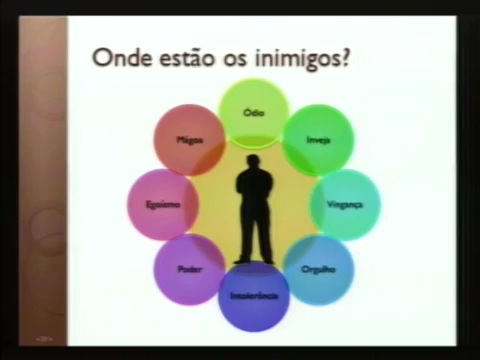 Onde estão os inimigos?
Ódio
Inveja
Vingança
Orgulho
Intolerância
Poder
Egoísmo
Mágoa